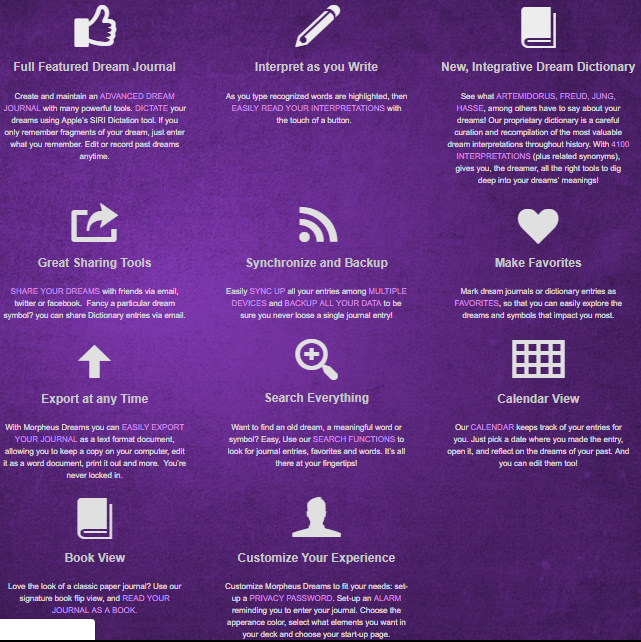 Full Featured Dream Journal
Create and maintain an ADVANCED DREAM
JOURNAL with many powerful tools. DICTATE your
dreams using Apple's SIRI Dictation tool. If you
only remember fragments of your dream, just enter
what you remember. Edit or record past dreams
anytime.
Interpret as you Write
As you type recognized words are highlighted, then
EASILY READ YOUR INTERPRETATIONS with
the touch of a button.
New, Integrative Dream Dictionary
See what ARTEMIDORUS, FREUD, JUNG,
HASSE, among others have to say about your
dreams! Our proprietary dictionary is a careful
curation and recompilation of the most valuable
dream interpretations throughout history. With 4100
INTERPRETATIONS (plus related synonyms),
gives you, the dreamer, all the right tools to dig
deep into your dreams' meanings!
Great Sharing Tools
SHARE YOUR DREAMS with friends via email,
twitter or facebook. Fancy a particular dream
symbol? you can share Dictionary entries via email.
Synchronize and Backup
Easily SYNC UP all your entries among MULTIPLE
DEVICES and BACKUP ALL YOUR DATA to be
sure you never loose a single journal entry!
Make Favorites
Mark dream journals or dictionary entries as
FAVORITES, so that you can easily explore the
dreams and symbols that impact you most.
Export at any Time
With Morpheus Dreams you can EASILY EXPORT
YOUR JOURNAL as a text format document,
allowing you to keep a copy on your computer, edit
it as a word document, print it out and more. You're
never locked in.
Search Everything
Want to find an old dream, a meaningful word or
symbol? Easy, Use our SEARCH FUNCTIONS to
look for journal entries, favorites and words. It's all
there at your fingertips!
Calendar View
Our CALENDAR keeps track of your entries for
you. Just pick a date where you made the entry,
open it, and reflect on the dreams of your past. And
you can edit them too!
Book View
Love the look of a classic paper journal? Use our
signature book flip view, and READ YOUR
JOURNAL AS A BOOK.
Customize Your Experience
Customize Morpheus Dreams to fit your needs: set-
up a PRIVACY PASSWORD. Set-up an ALARM
reminding you to enter your journal. Choose the
apperance color, select what elements you want in
your deck and choose your start-up page.